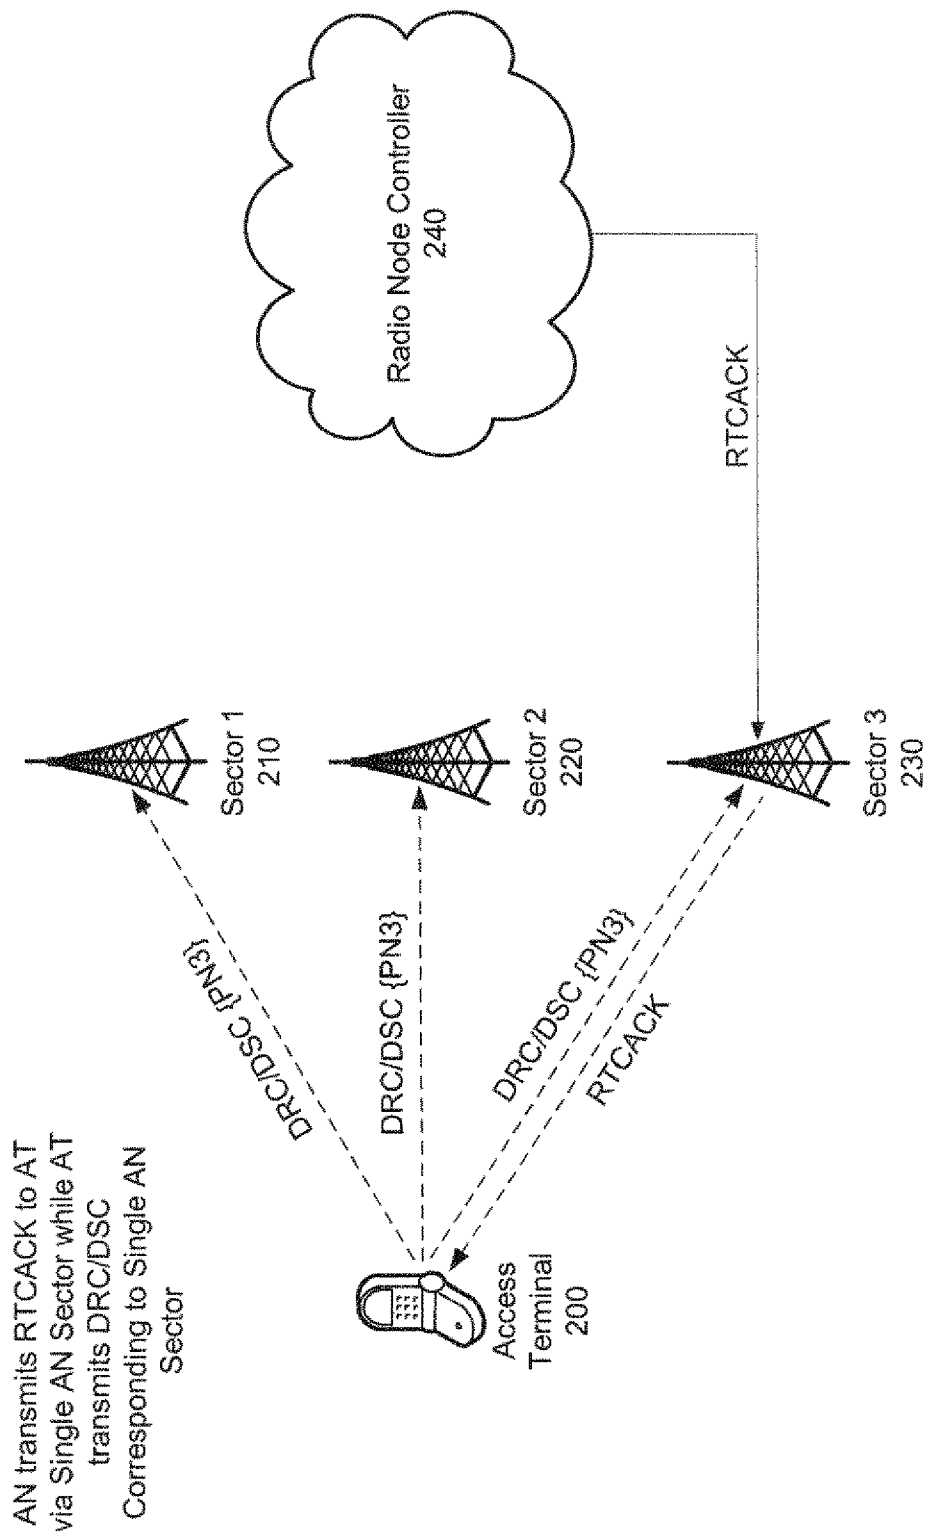 AN transmits RTCACK to AT
via Single AN Sector while AT
transmits DRC/DSC
Corresponding to Single AN
Sector
DRC/DSC {PN3}
Sector 1
210
DRC/DSC {PN3}
Sector 2
220
Access
Terminal
200
DRC/DSC {PN3}
RTCACK
Sector 3
230
RTCACK
Radio Node Controller
240